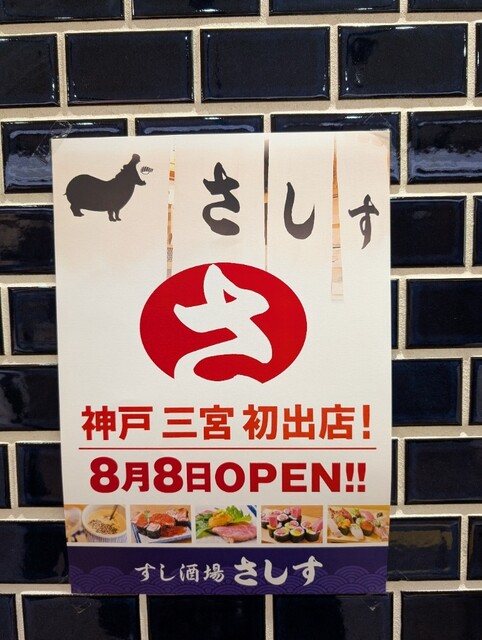 さしす
さ
神戸 三宮 初出店！
8月8日OPEN!!
すし酒場 さしす